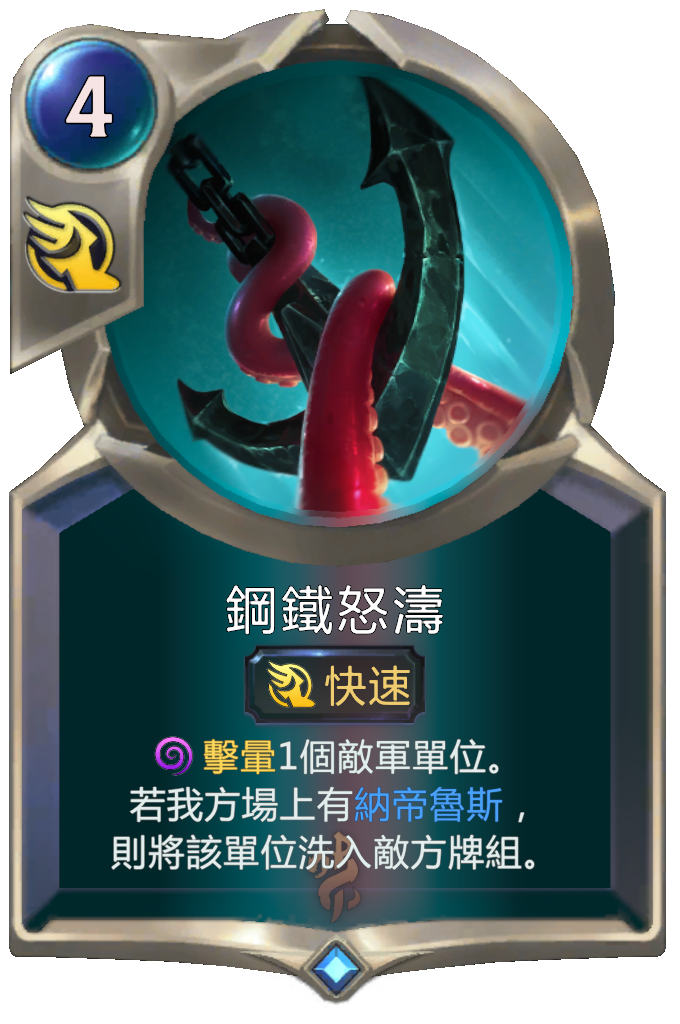 4
鋼鐵怒濤
快速
擊暈1個敵軍單位。
若我方場上有納帝魯斯，
則將該單位洗入敵方牌組。